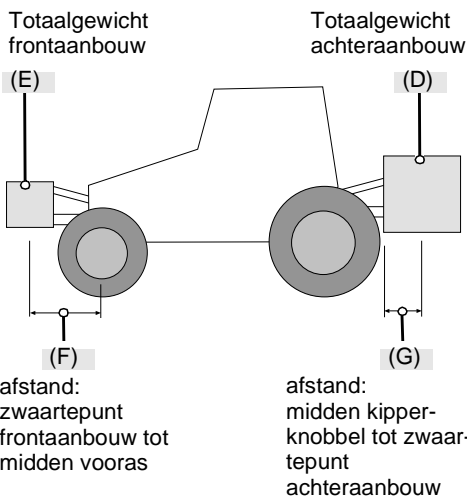 Totaalgewicht
frontaanbouw
(E)
Totaalgewicht
achteraanbouw
(D)
(F)
afstand:
zwaartepunt
frontaanbouw tot
midden vooras
(G)
afstand:
midden kipper-
knobbel tot zwaar-
tepunt
achteraanbouw